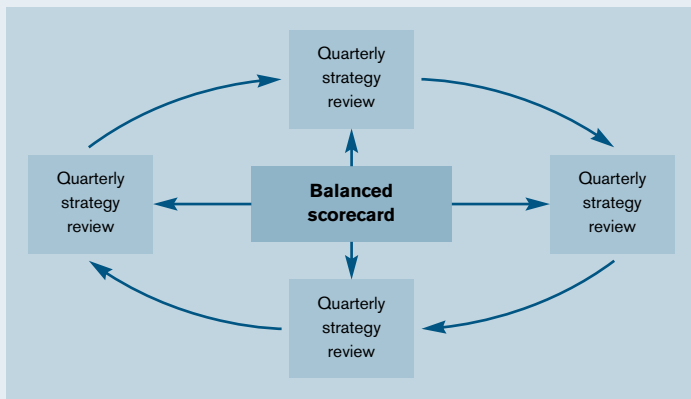 Quarterly
strategy
review
Quarterly
strategy
review
Balanced
scorecard
Quarterly
strategy
review
Quarterly
strategy
review